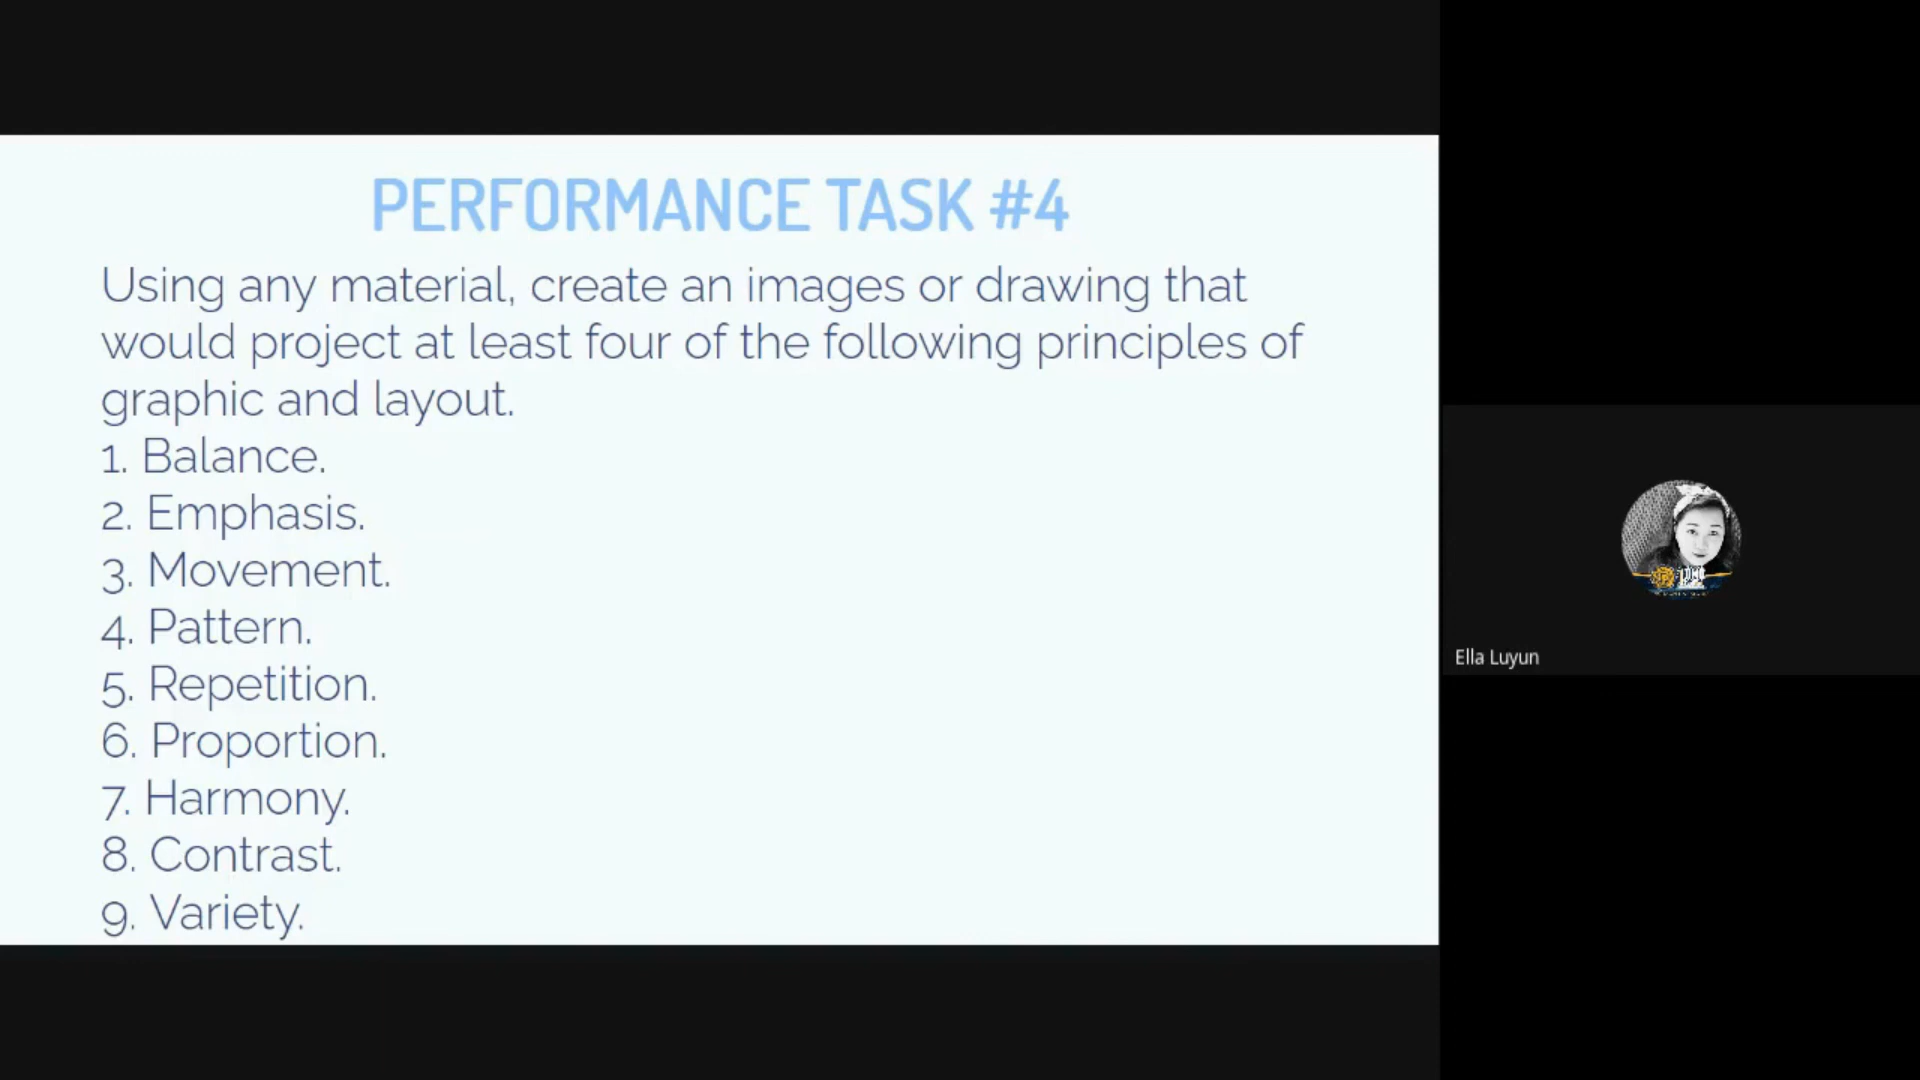 PERFORMANCE TASK #4
Using any material, create an images or drawing that
would project at least four of the following principles of
graphic and layout.
1. Balance.
2. Emphasis.
3. Movement.
4. Pattern.
5. Repetition.
6. Proportion.
7. Harmony.
8. Contrast.
9. Variety.
Ella Luyun